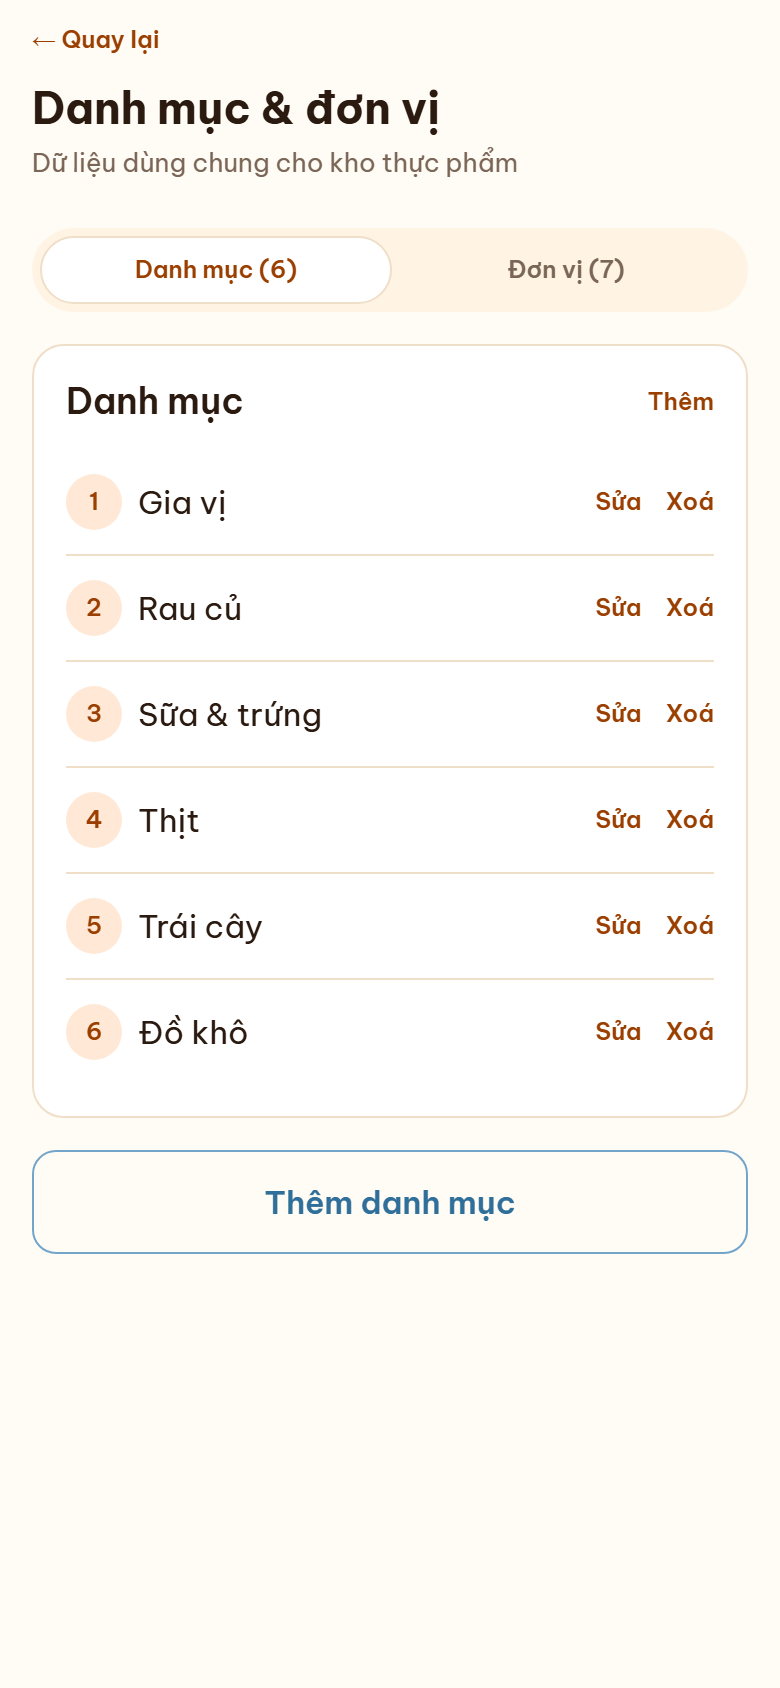 ← Quay lại
Danh mục & đơn vị
Dữ liệu dùng chung cho kho thực phẩm
Danh mục (6) Đơn vị (7)
Danh mục Thêm
1 Gia vị Sửa Xoá
2 Rau củ Sửa Xoá
3 Sữa & trứng Sửa Xoá
4 Thịt Sửa Xoá
5 Trái cây Sửa Xoá
6 Đồ khô Sửa Xoá
Thêm danh mục